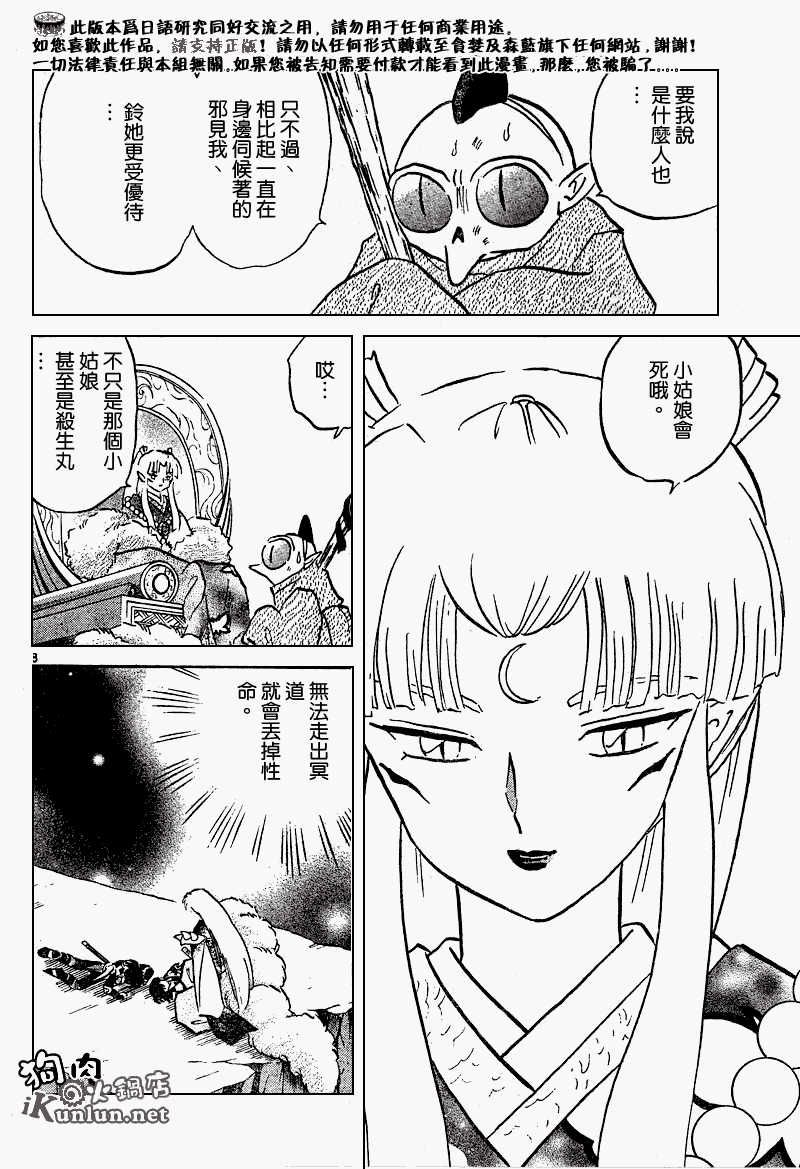 此版本爲日語研究同好交流之用，請勿用于任何商業用途。
如您喜歡此作品，請支持正版！請勿以任何形式轉載至貪婪及森藍旗下任何網站，謝謝！
一切法律責任與本組無關。如果您被告知需要付款才能看到此漫畫，那麼，您被騙了……
要我說
是什麼人也
…
只不過、
相比起一直在
身邊伺候著的
邪見我、
鈴她更受優待
…
小姑娘會
死哦。
哎…
不只是那個小
姑娘
甚至是殺生丸
…
8
無法走出冥
道
就會丟掉性
命。
狗肉
火鍋店
iKunlun.net